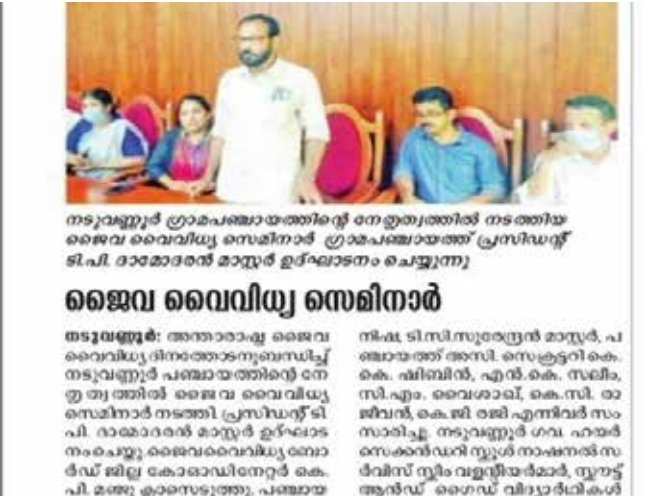 നടുവണ്ണൂർ ഗ്രാമപഞ്ചായത്തിന്റെ നേതൃത്വത്തിൽ നടത്തിയ
ജൈവ വൈവിധ്യ സെമിനാർ ഗ്രാമപഞ്ചായത്ത് പ്രസിഡന്റ്
ടി.പി. ദാമോദരൻ മാസ്റ്റർ ഉദ്ഘാടനം ചെയ്യുന്നു
ജൈവ വൈവിധ്യ സെമിനാർ
നടുവണ്ണൂർ: അന്താരാഷ്ട്ര ജൈവ
വൈവിധ്യ ദിനത്തോടനുബന്ധിച്ച്
നടുവണ്ണൂർ പഞ്ചായത്തിന്റെ നേ
തൃത്വത്തിൽ ജൈവ വൈവിധ്യ
സെമിനാർ നടത്തി. പ്രസിഡന്റ് ടി.
പി. ദാമോദരൻ മാസ്റ്റർ ഉദ്ഘാട
നംചെയ്തു. ജൈവവൈവിധ്യ ബോ
ർഡ് ജില്ല കോഓഡിനേറ്റർ കെ.
പി. മഞ്ജു ക്ലാസെടുത്തു. പഞ്ചായ
നിഷ, ടി.സി.സുരേന്ദ്രൻ മാസ്റ്റർ, പ
ഞ്ചായത്ത് അസി. സെക്രട്ടറി കെ.
കെ. ഷിബിൻ, എൻ.കെ. സലീം,
സി.എം. വൈശാഖ്, കെ.സി. രാ
ജീവൻ, കെ.ജി. രജി എന്നിവർ സം
സാരിച്ചു. നടുവണ്ണൂർ ഗവ. ഹയർ
സെക്കൻഡറി സ്കൂൾ നാഷനൽ സ
ർവിസ് സ്കീം വളന്റിയർമാർ, സ്കൗട്ട്
ആൻഡ് ഗൈഡ് വിദ്യാർഥികൾ